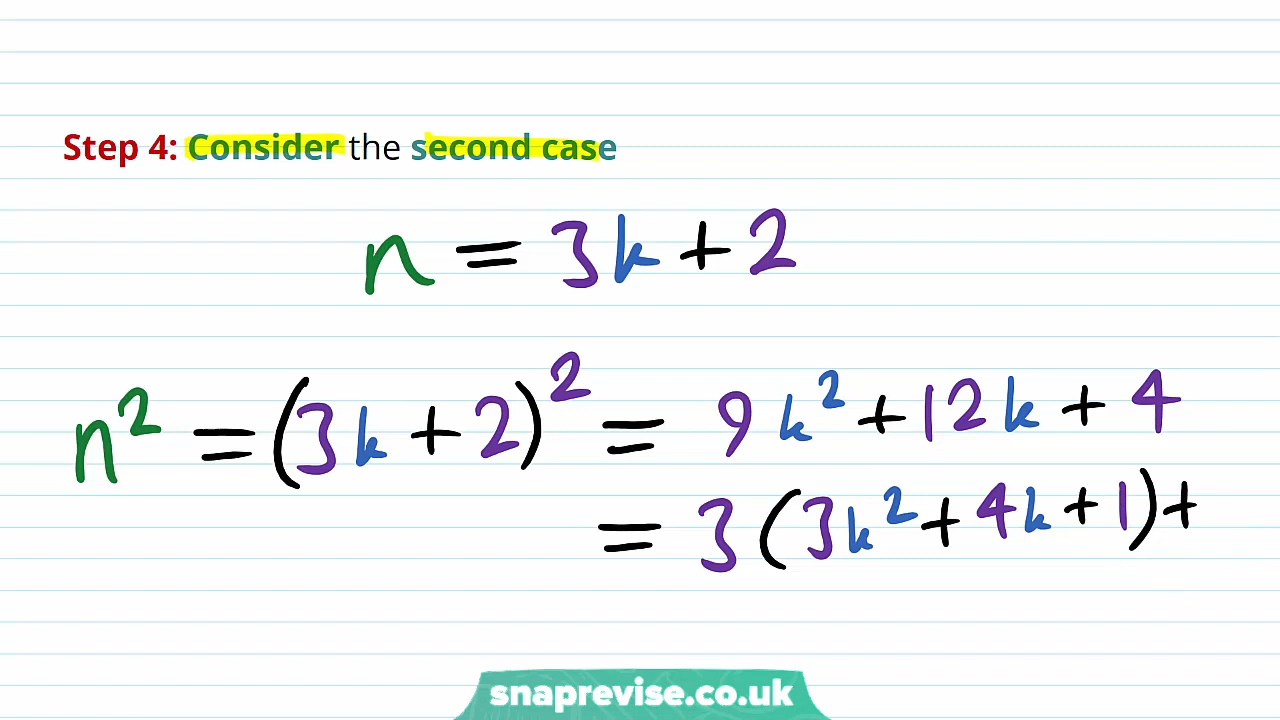 Step 4: Consider the second case
n = 3k + 2
n² = (3k + 2)² = 9k² + 12k + 4
= 3(3k² + 4k + 1) +
snaprevise.co.uk